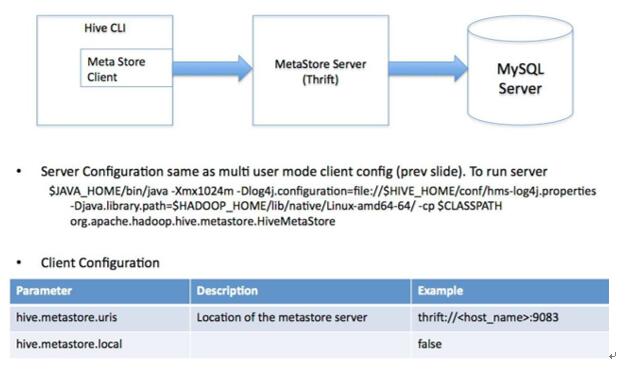 Hive CLI
Meta Store
Client
MetaStore Server
(Thrift)
MySQL
Server
• Server Configuration same as multi user mode client config (prev slide). To run server
$JAVA_HOME/bin/java -Xmx1024m -Dlog4j.configuration=file://$HIVE_HOME/conf/hms-log4j.properties
-Djava.library.path=$HADOOP_HOME/lib/native/Linux-amd64-64/ -cp $CLASSPATH
org.apache.hadoop.hive.metastore.HiveMetaStore
• Client Configuration
Parameter Description Example
hive.metastore.uris Location of the metastore server thrift://<host_name>:9083
hive.metastore.local false